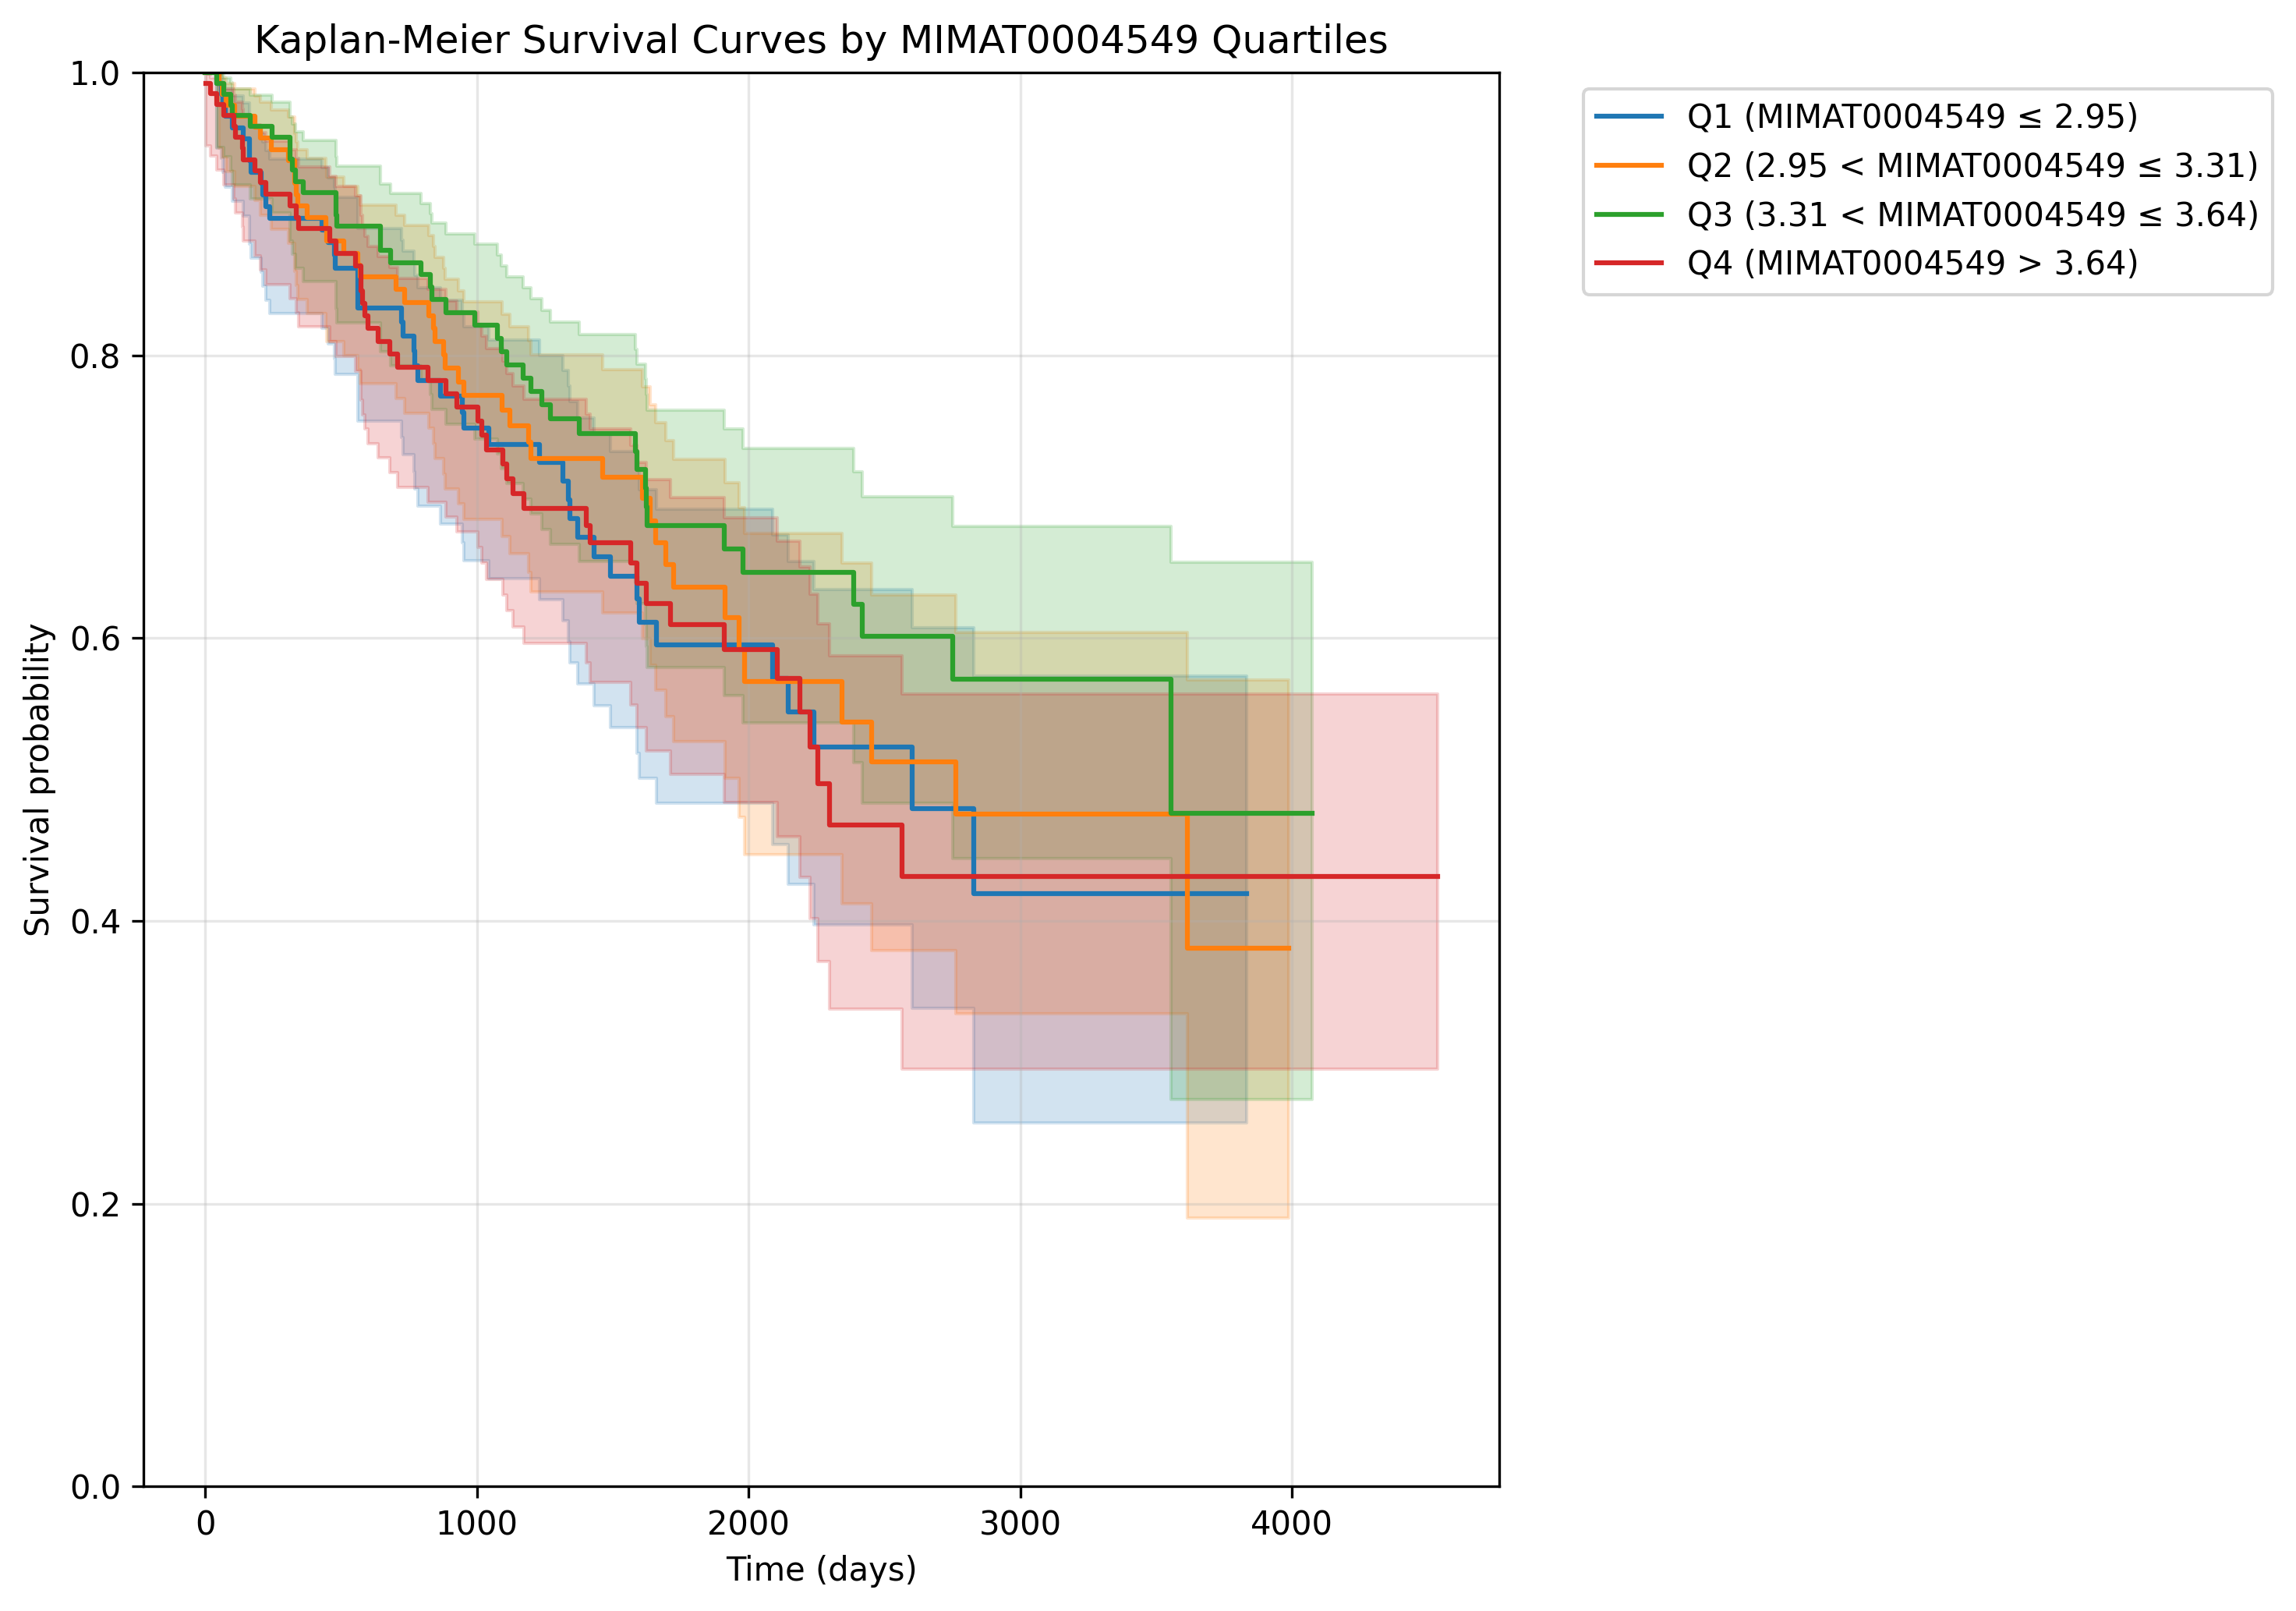 Kaplan-Meier Survival Curves by MIMAT0004549 Quartiles
1.0
0.8
0.6
0.4
0.2
0.0
Survival probability
0 1000 2000 3000 4000
Time (days)
Q1 (MIMAT0004549 ≤ 2.95)
Q2 (2.95 < MIMAT0004549 ≤ 3.31)
Q3 (3.31 < MIMAT0004549 ≤ 3.64)
Q4 (MIMAT0004549 > 3.64)